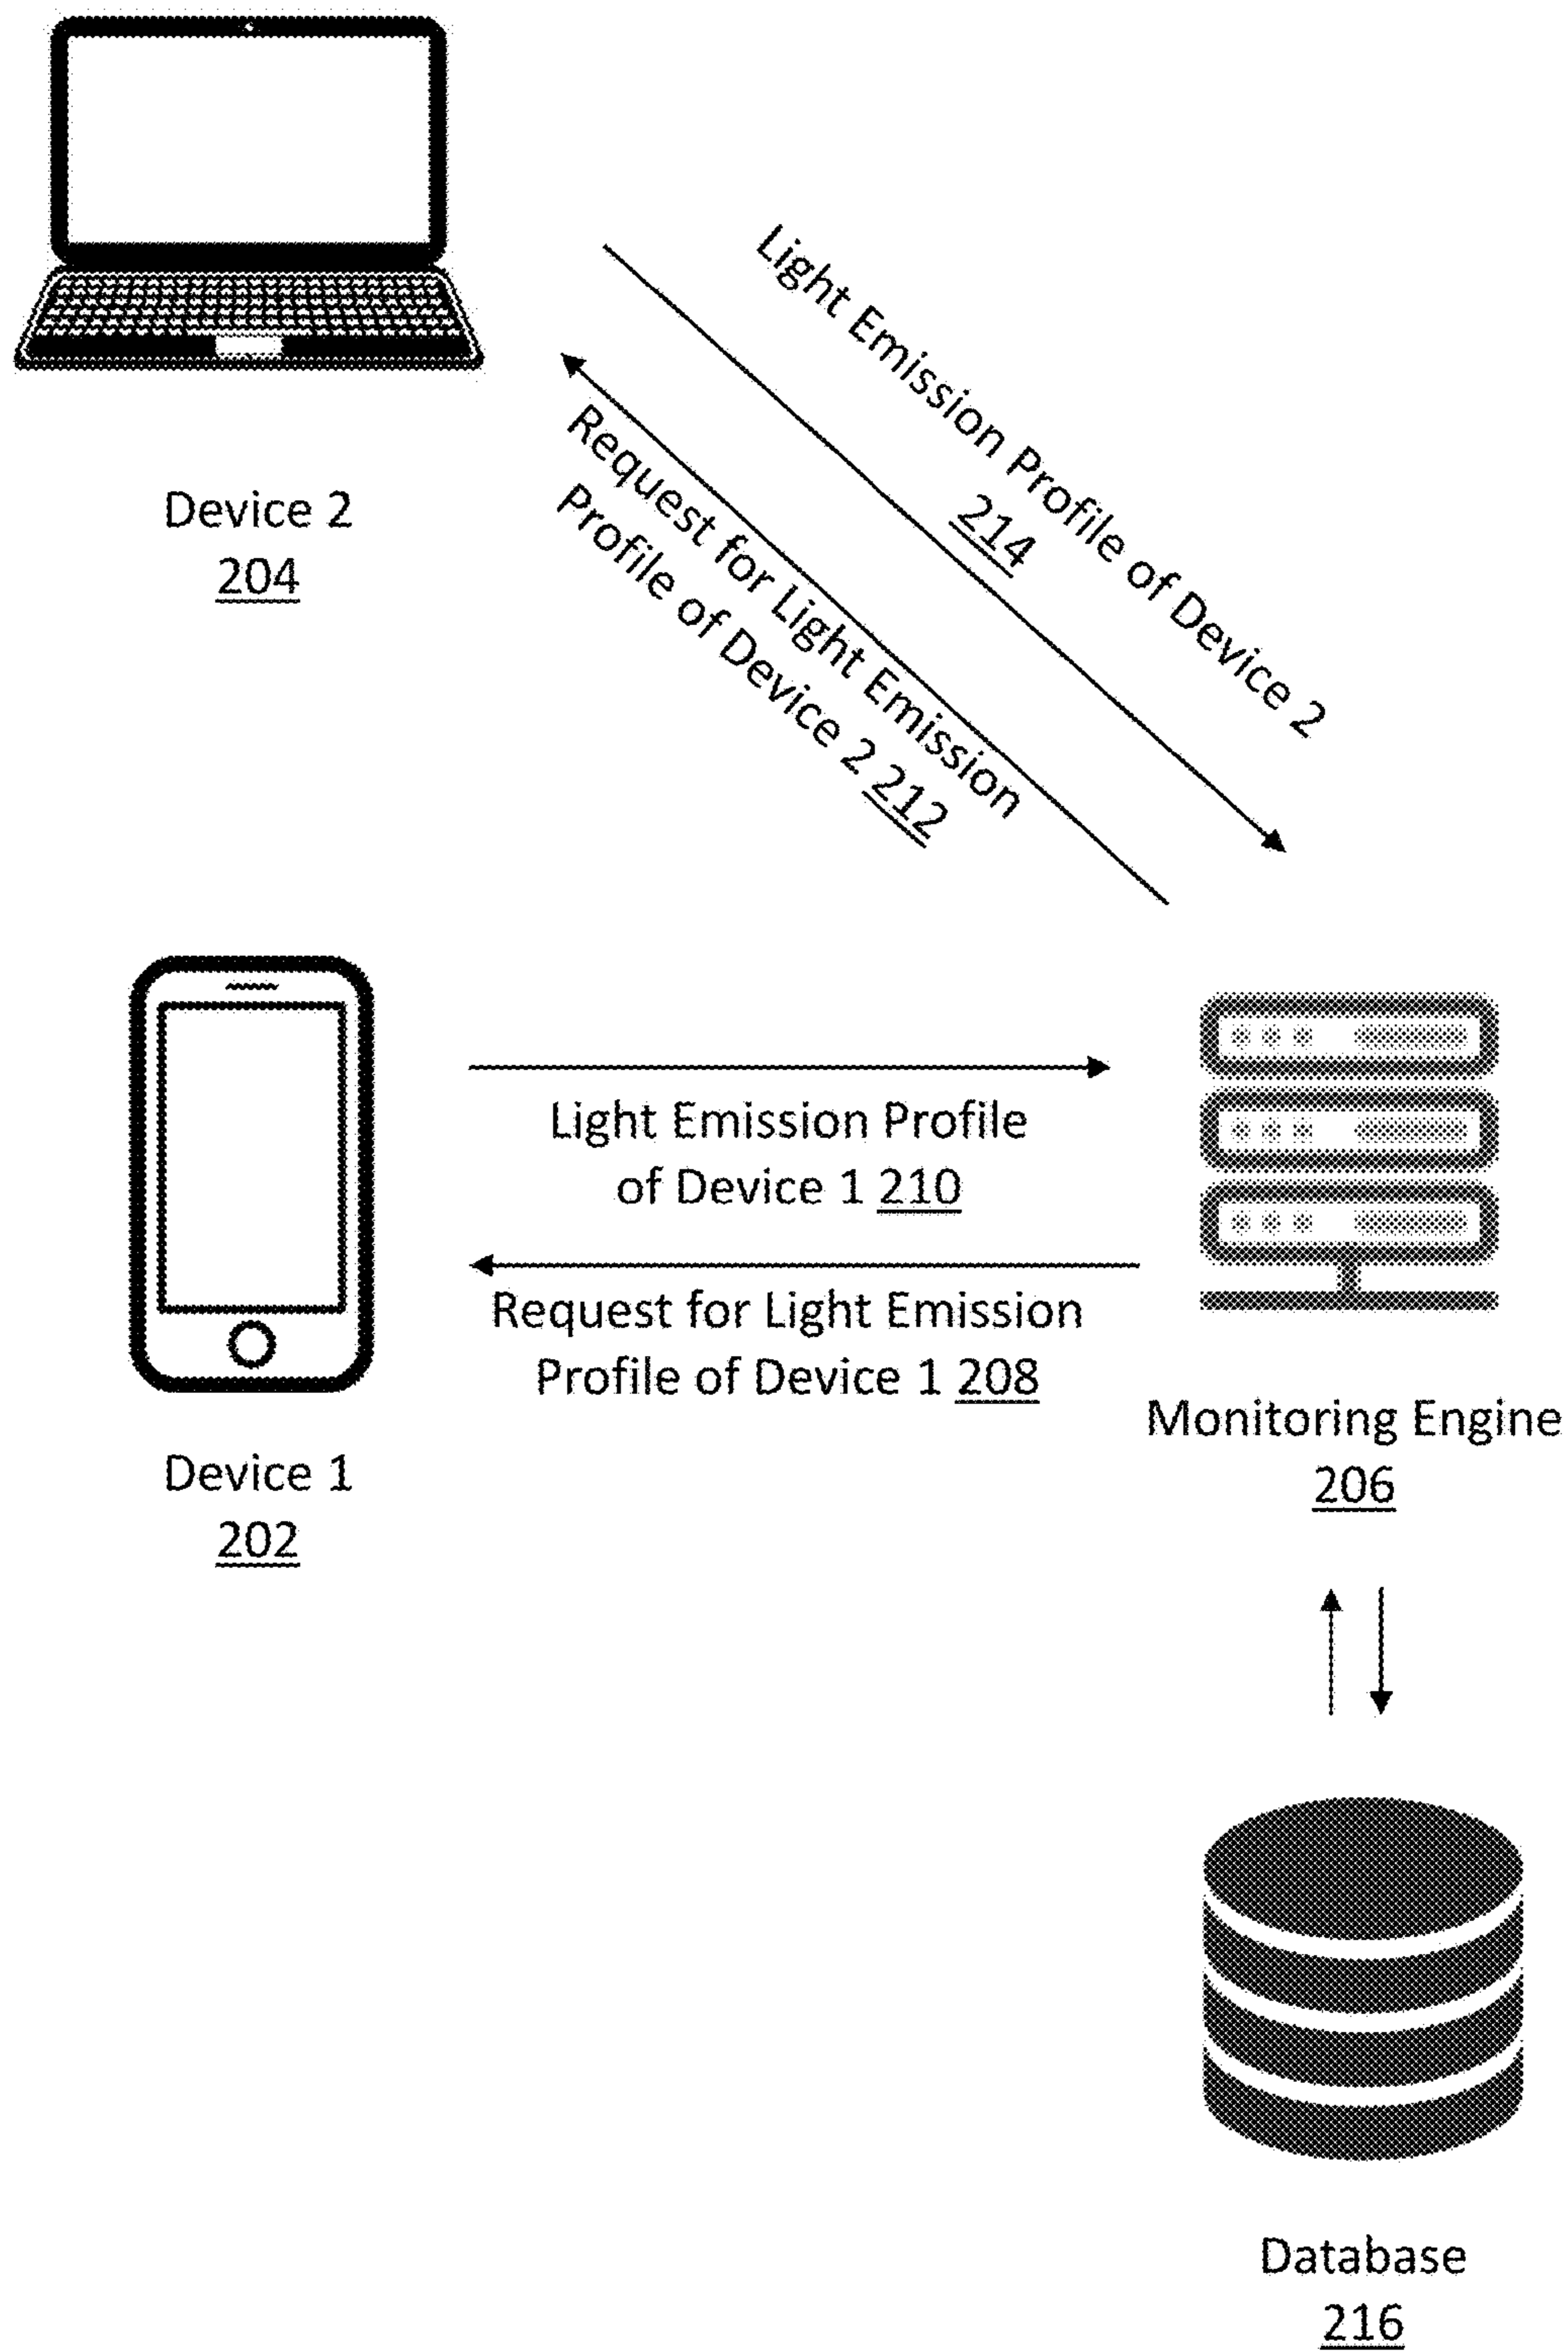 Light Emission Profile of Device 2
214
Request for Light Emission
Profile of Device 2 212
Device 2
204
Light Emission Profile
of Device 1 210
Request for Light Emission
Profile of Device 1 208
Device 1
202
Monitoring Engine
206
Database
216